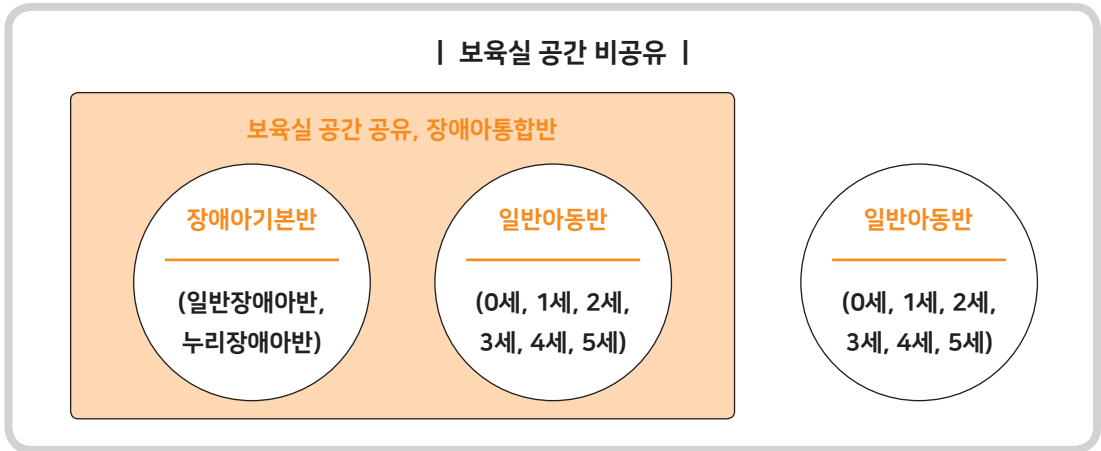 | 보육실 공간 비공유 |
보육실 공간 공유, 장애아통합반
장애아기본반
(일반장애아반,
누리장애아반)
일반아동반
(0세, 1세, 2세,
3세, 4세, 5세)
일반아동반
(0세, 1세, 2세,
3세, 4세, 5세)